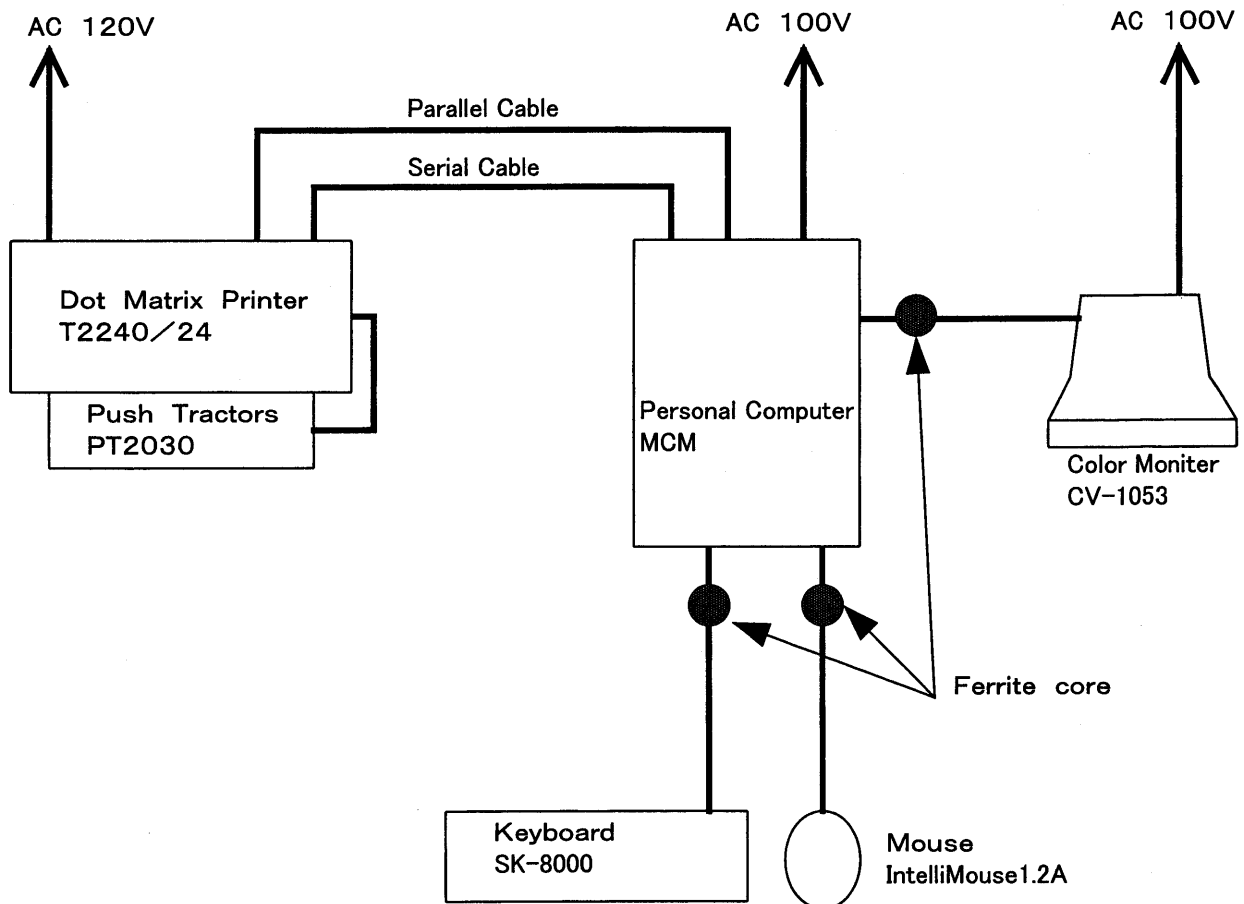 AC 120V
AC 100V
AC 100V
Parallel Cable
Serial Cable
Dot Matrix Printer
T2240/24
Push Tractors
PT2030
Personal Computer
MCM
Color Moniter
CV-1053
Ferrite core
Keyboard
SK-8000
Mouse
IntelliMouse1.2A